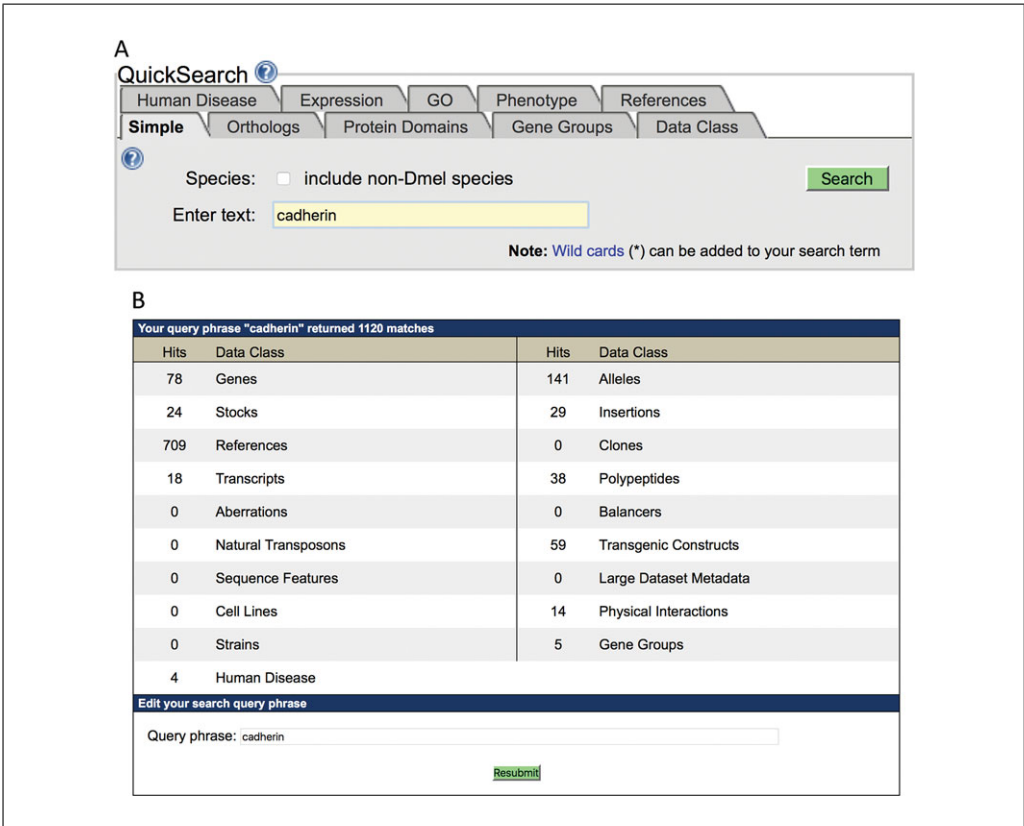 A
QuickSearch ?
Human Disease Expression GO Phenotype References
Simple Orthologs Protein Domains Gene Groups Data Class
?
Species: include non-Dmel species Search
Enter text: cadherin
Note: Wild cards (*) can be added to your search term
B
Your query phrase "cadherin" returned 1120 matches
Hits Data Class Hits Data Class
78 Genes 141 Alleles
24 Stocks 29 Insertions
709 References 0 Clones
18 Transcripts 38 Polypeptides
0 Aberrations 0 Balancers
0 Natural Transposons 59 Transgenic Constructs
0 Sequence Features 0 Large Dataset Metadata
0 Cell Lines 14 Physical Interactions
0 Strains 5 Gene Groups
4 Human Disease
Edit your search query phrase
Query phrase: cadherin
Resubmit